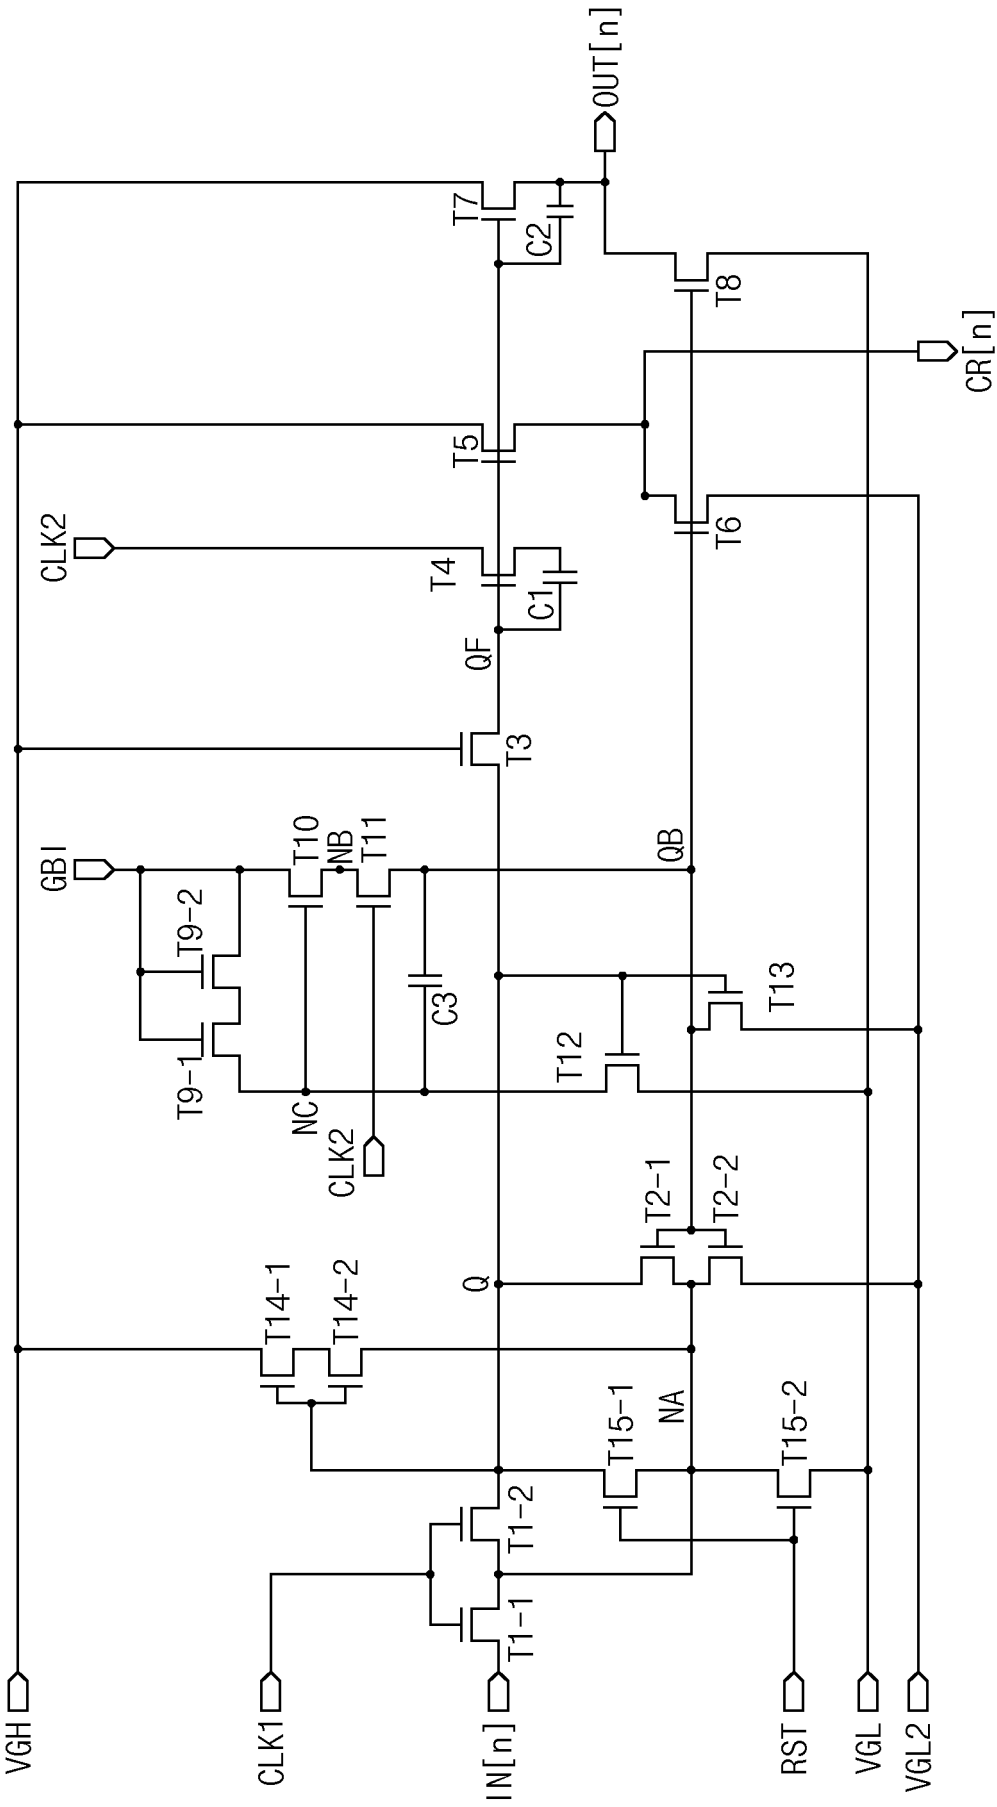 VGH
CLK1
IN[n]
RST
VGL
VGL2
T1-1
T1-2
T14-1
T14-2
T15-1
T15-2
NA
Q
T2-1
T2-2
CLK2
NC
T9-1
T9-2
GBI
T10
NB
T11
C3
T12
T13
QB
T3
QF
CLK2
T4
C1
T5
T6
CR[n]
T7
C2
T8
OUT[n]